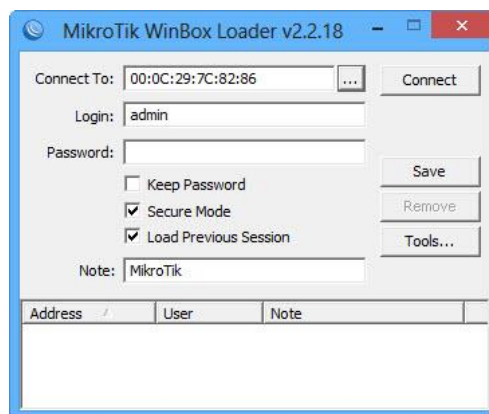 MikroTik WinBox Loader v2.2.18
Connect To: 00:0C:29:7C:82:86 ... Connect
Login: admin
Password:
Keep Password Save
Secure Mode Remove
Load Previous Session Tools...
Note: MikroTik
Address User Note